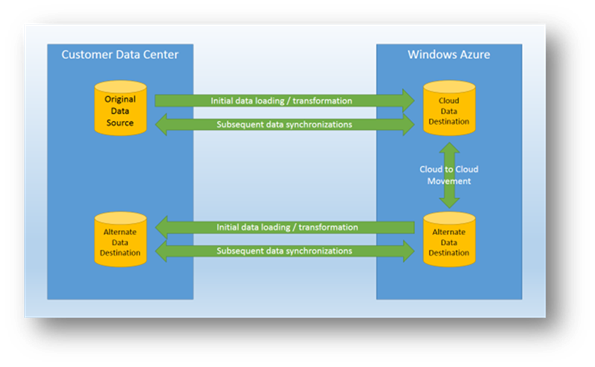 Customer Data Center
Windows Azure
Original
Data
Source
Initial data loading / transformation
Subsequent data synchronizations
Cloud
Data
Destination
Cloud to Cloud
Movement
Alternate
Data
Destination
Initial data loading / transformation
Subsequent data synchronizations
Alternate
Data
Destination